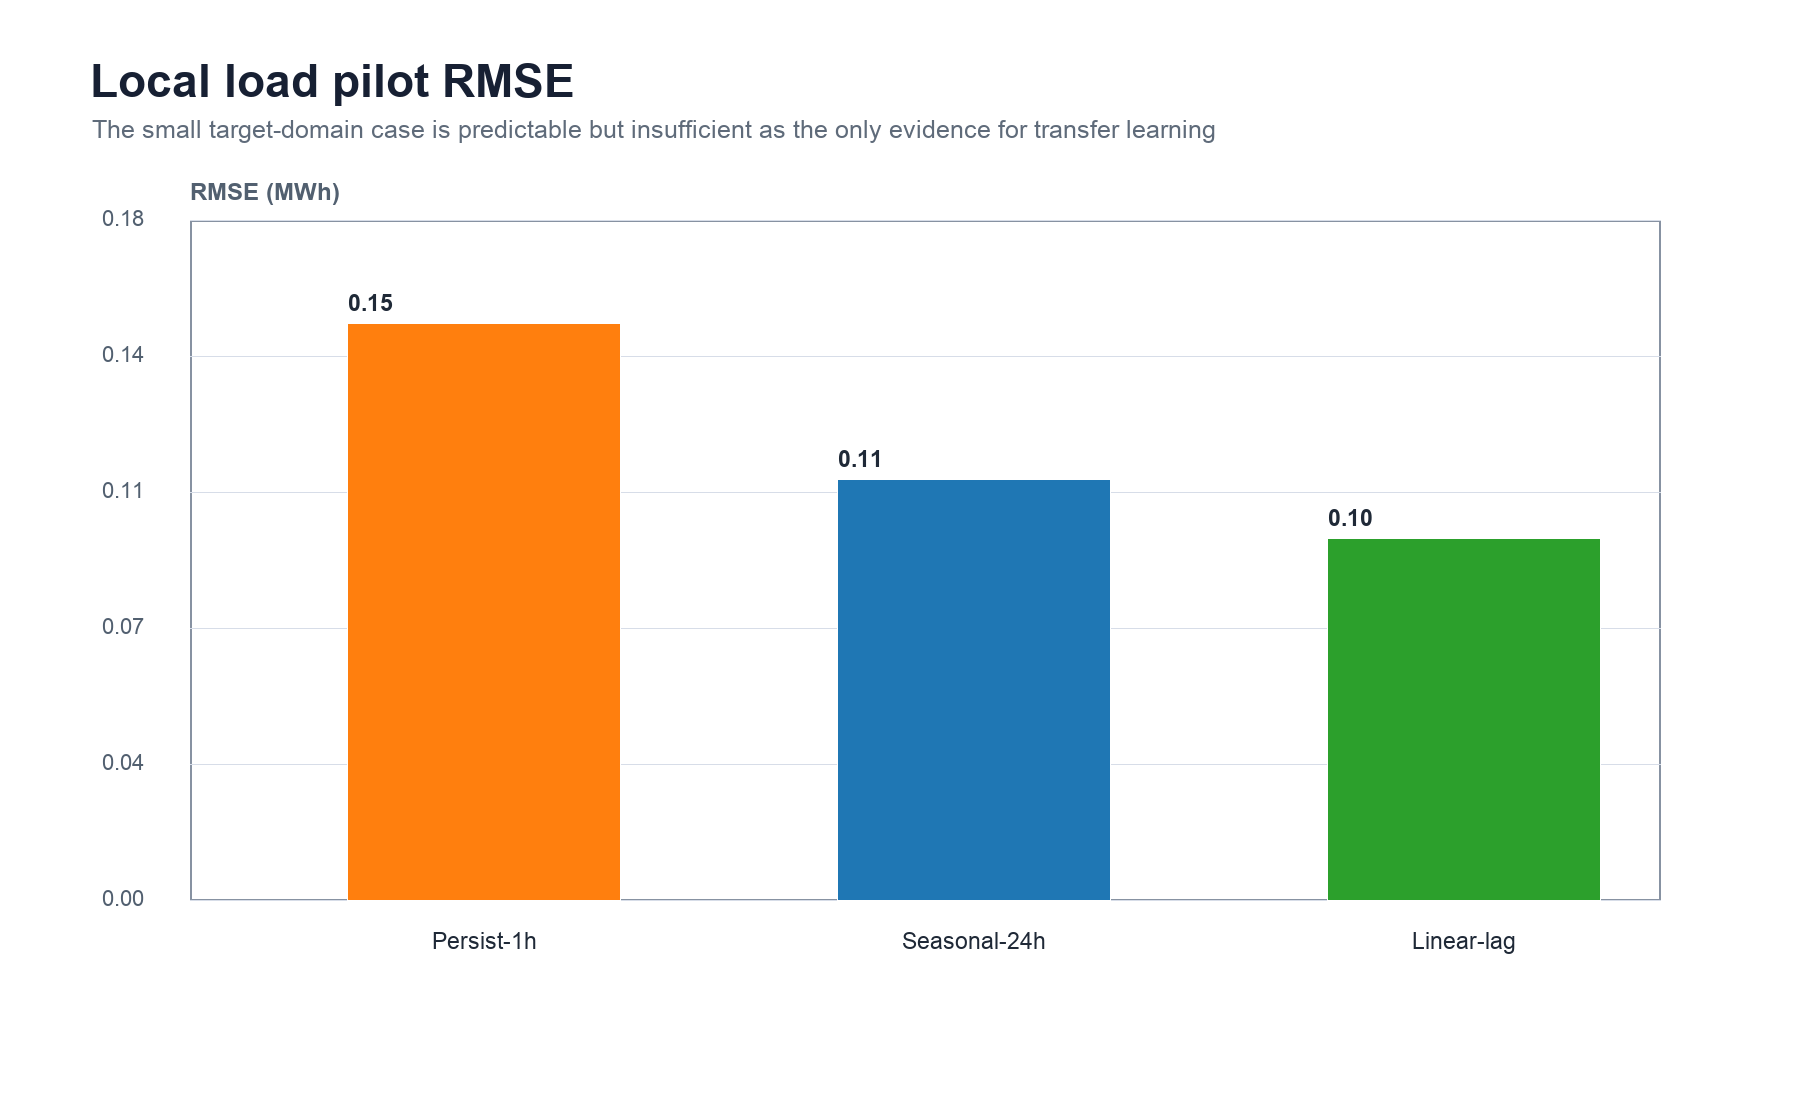 Local load pilot RMSE
The small target-domain case is predictable but insufficient as the only evidence for transfer learning
RMSE (MWh)
0.18
0.14
0.11
0.07
0.04
0.00
0.15
0.11
0.10
Persist-1h
Seasonal-24h
Linear-lag